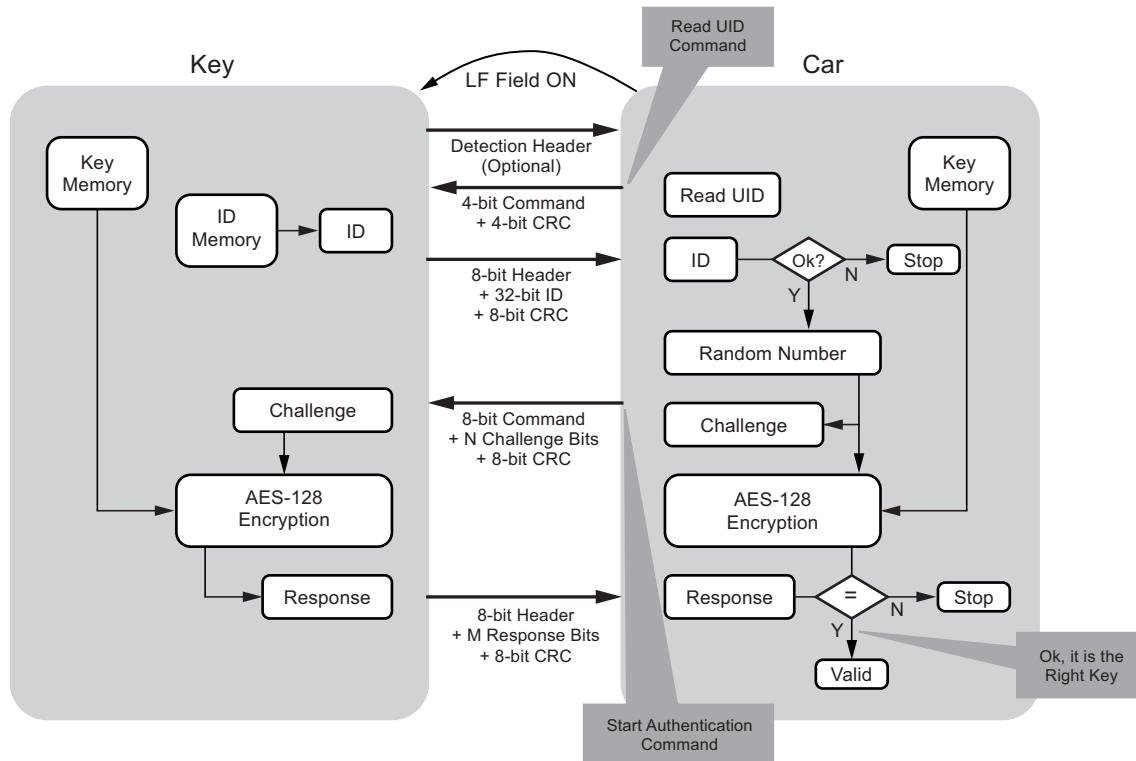 Read UID
Command
Key
Car
LF Field ON
Key
Memory
ID
Memory
ID
Challenge
AES-128
Encryption
Response
Detection Header
(Optional)
4-bit Command
+ 4-bit CRC
8-bit Header
+ 32-bit ID
+ 8-bit CRC
8-bit Command
+ N Challenge Bits
+ 8-bit CRC
8-bit Header
+ M Response Bits
+ 8-bit CRC
Key
Memory
Read UID
ID
Ok?
N
Stop
Y
Random Number
Challenge
AES-128
Encryption
Response
=
N
Stop
Y
Valid
Ok, it is the
Right Key
Start Authentication
Command